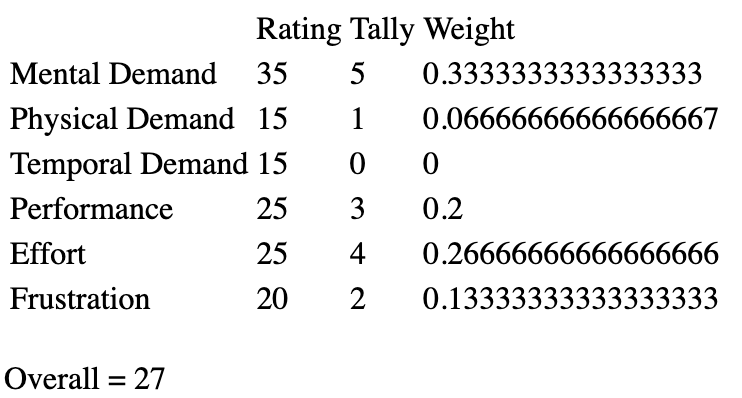 Rating Tally Weight
Mental Demand 35 5 0.3333333333333333
Physical Demand 15 1 0.06666666666666667
Temporal Demand 15 0 0
Performance 25 3 0.2
Effort 25 4 0.26666666666666666
Frustration 20 2 0.13333333333333333
Overall = 27